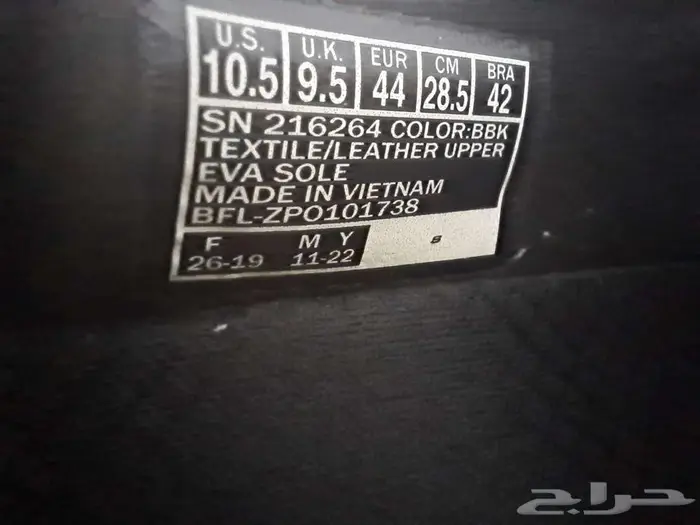 U.S. U.K. EUR CM BRA
10.5 9.5 44 28.5 42
SN 216264 COLOR:BBK
TEXTILE/LEATHER UPPER
EVA SOLE
MADE IN VIETNAM
BFL-ZPO101738
F M Y
26-19 11-22 8
حراج